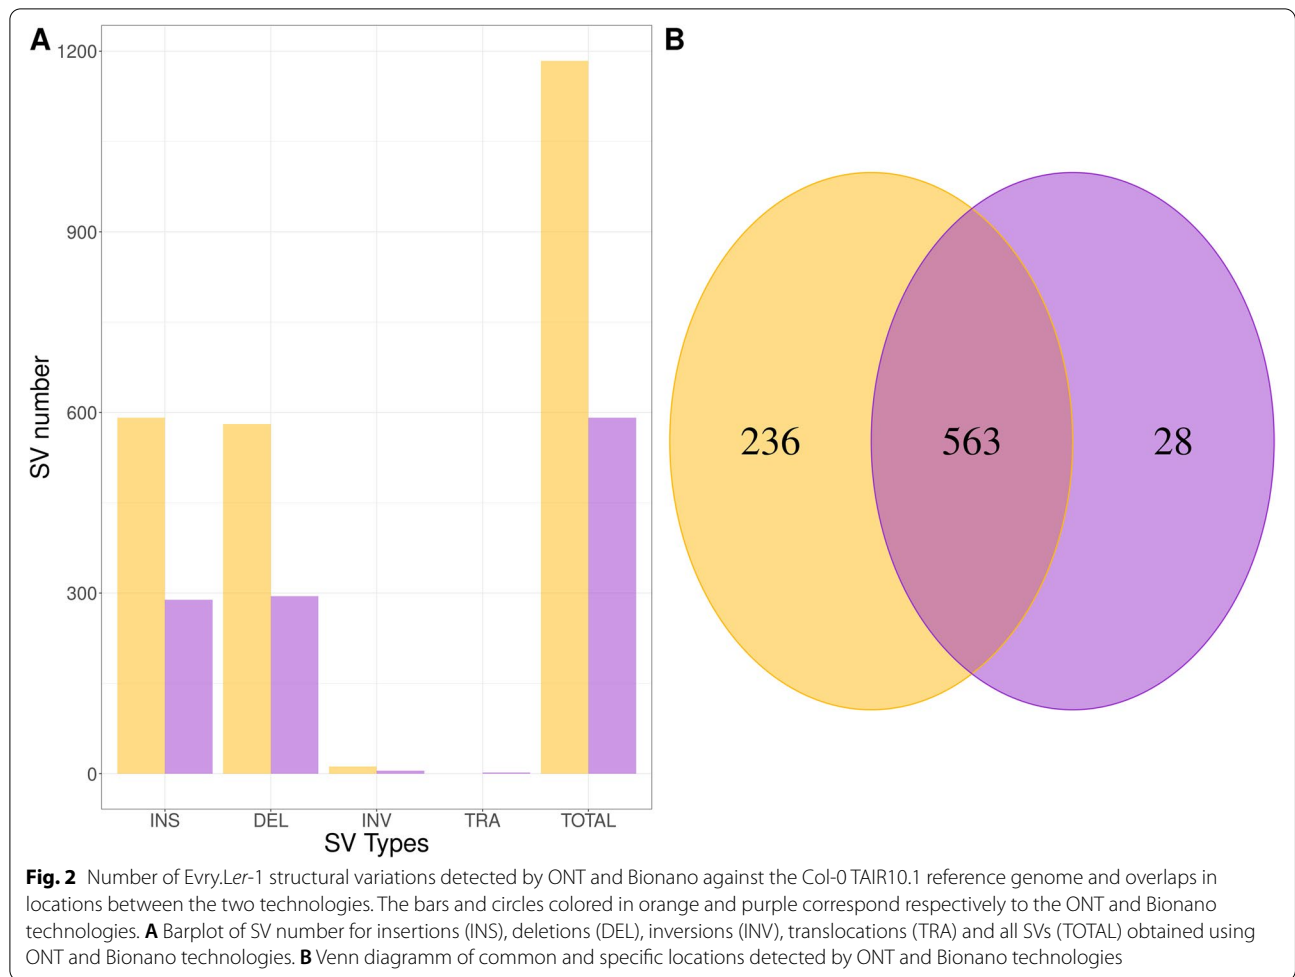 A
B
1200
900
600
300
0
SV number
INS DEL INV TRA TOTAL
SV Types
236 563 28
Fig. 2 Number of Evry.Ler-1 structural variations detected by ONT and Bionano against the Col-0 TAIR10.1 reference genome and overlaps in
locations between the two technologies. The bars and circles colored in orange and purple correspond respectively to the ONT and Bionano
technologies. A Barplot of SV number for insertions (INS), deletions (DEL), inversions (INV), translocations (TRA) and all SVs (TOTAL) obtained using
ONT and Bionano technologies. B Venn diagramm of common and specific locations detected by ONT and Bionano technologies